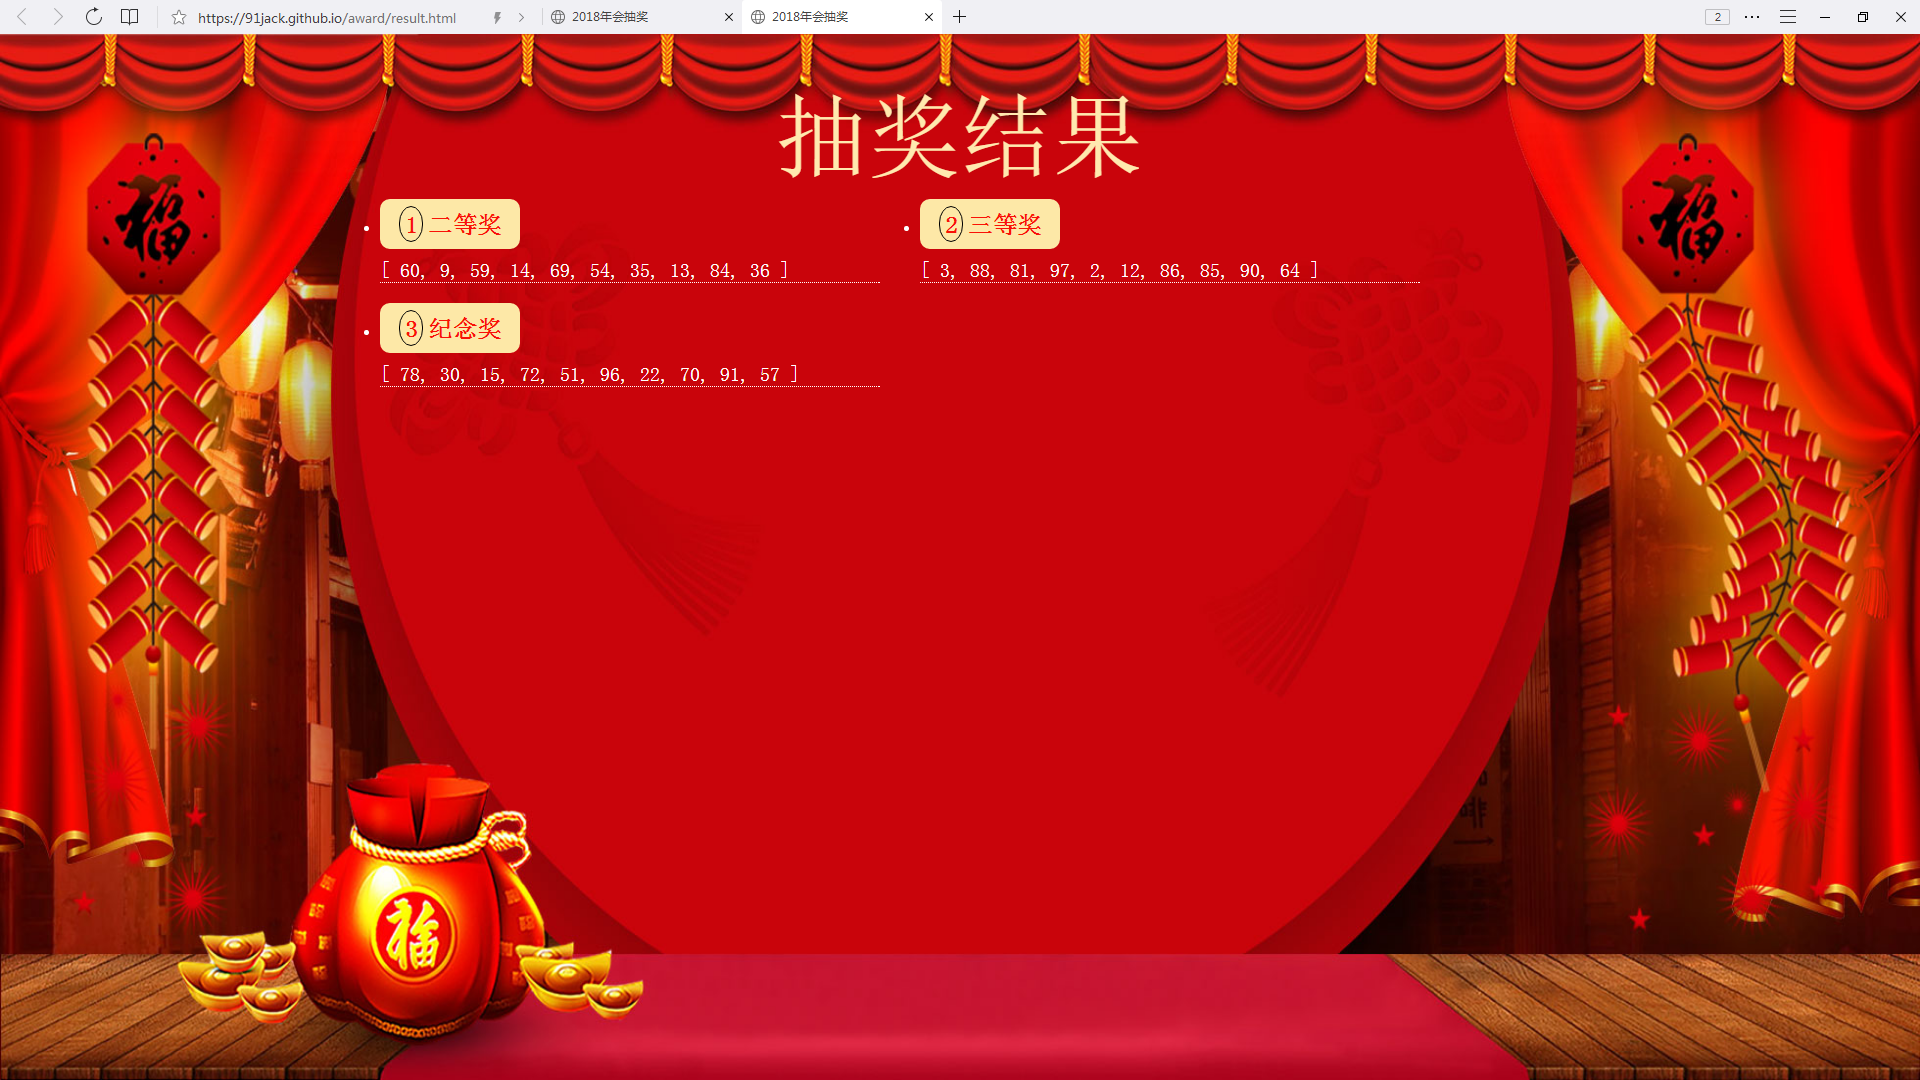 https://91jack.github.io/award/result.html
2018年会抽奖
2018年会抽奖
2
抽奖结果
福
福
1 二等奖
[ 60, 9, 59, 14, 69, 54, 35, 13, 84, 36 ]
2 三等奖
[ 3, 88, 81, 97, 2, 12, 86, 85, 90, 64 ]
3 纪念奖
[ 78, 30, 15, 72, 51, 96, 22, 70, 91, 57 ]
福